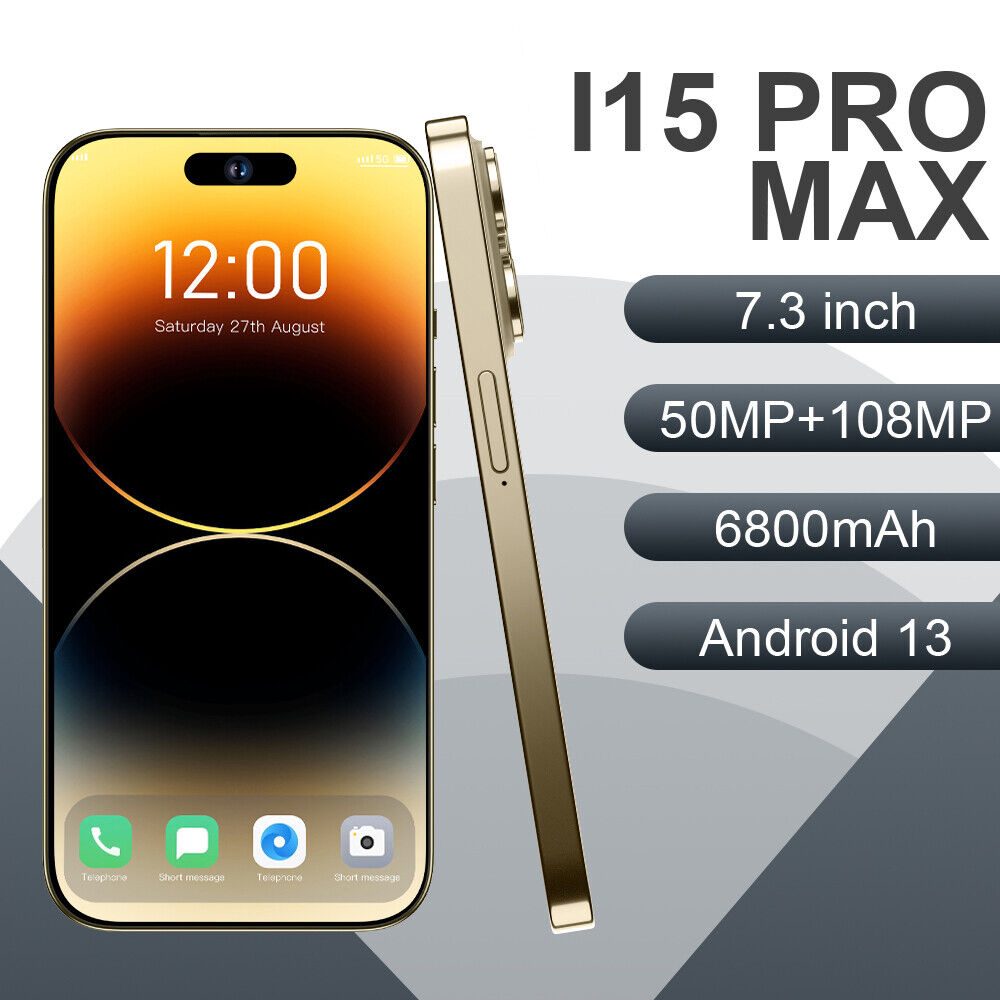 I15 PRO
MAX
5G
12:00
Saturday 27th August
7.3 inch
50MP+108MP
6800mAh
Android 13
Telephone
Short message
Telephone
Short message